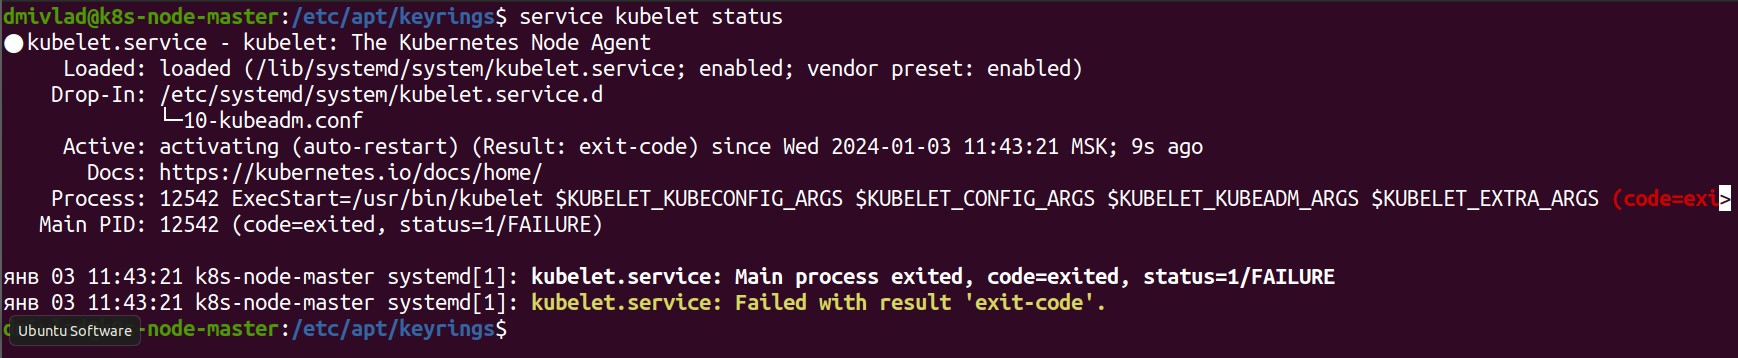 dmivlad@k8s-node-master:/etc/apt/keyrings$ service kubelet status
kubelet.service - kubelet: The Kubernetes Node Agent
Loaded: loaded (/lib/systemd/system/kubelet.service; enabled; vendor preset: enabled)
Drop-In: /etc/systemd/system/kubelet.service.d
└─10-kubeadm.conf
Active: activating (auto-restart) (Result: exit-code) since Wed 2024-01-03 11:43:21 MSK; 9s ago
Docs: https://kubernetes.io/docs/home/
Process: 12542 ExecStart=/usr/bin/kubelet $KUBELET_KUBECONFIG_ARGS $KUBELET_CONFIG_ARGS $KUBELET_KUBEADM_ARGS $KUBELET_EXTRA_ARGS (code=exi>
Main PID: 12542 (code=exited, status=1/FAILURE)
янв 03 11:43:21 k8s-node-master systemd[1]: kubelet.service: Main process exited, code=exited, status=1/FAILURE
янв 03 11:43:21 k8s-node-master systemd[1]: kubelet.service: Failed with result 'exit-code'.
Ubuntu Software -node-master:/etc/apt/keyrings$